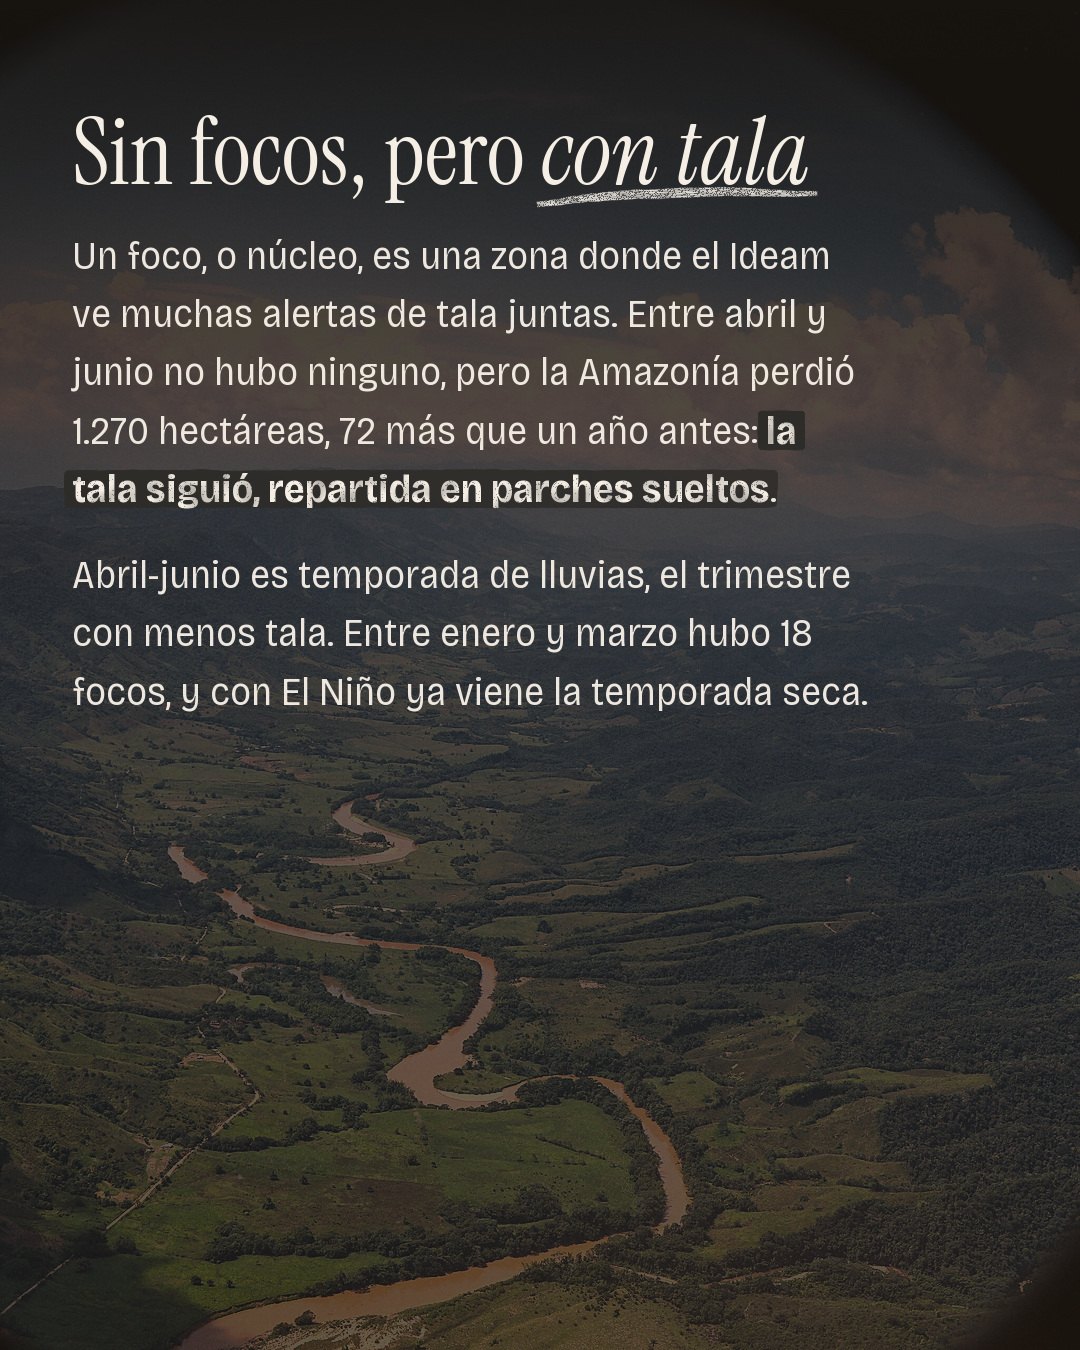 Sin focos, pero con tala
Un foco, o núcleo, es una zona donde el Ideam
ve muchas alertas de tala juntas. Entre abril y
junio no hubo ninguno, pero la Amazonía perdió
1.270 hectáreas, 72 más que un año antes: la
tala siguió, repartida en parches sueltos.
Abril-junio es temporada de lluvias, el trimestre
con menos tala. Entre enero y marzo hubo 18
focos, y con El Niño ya viene la temporada seca.